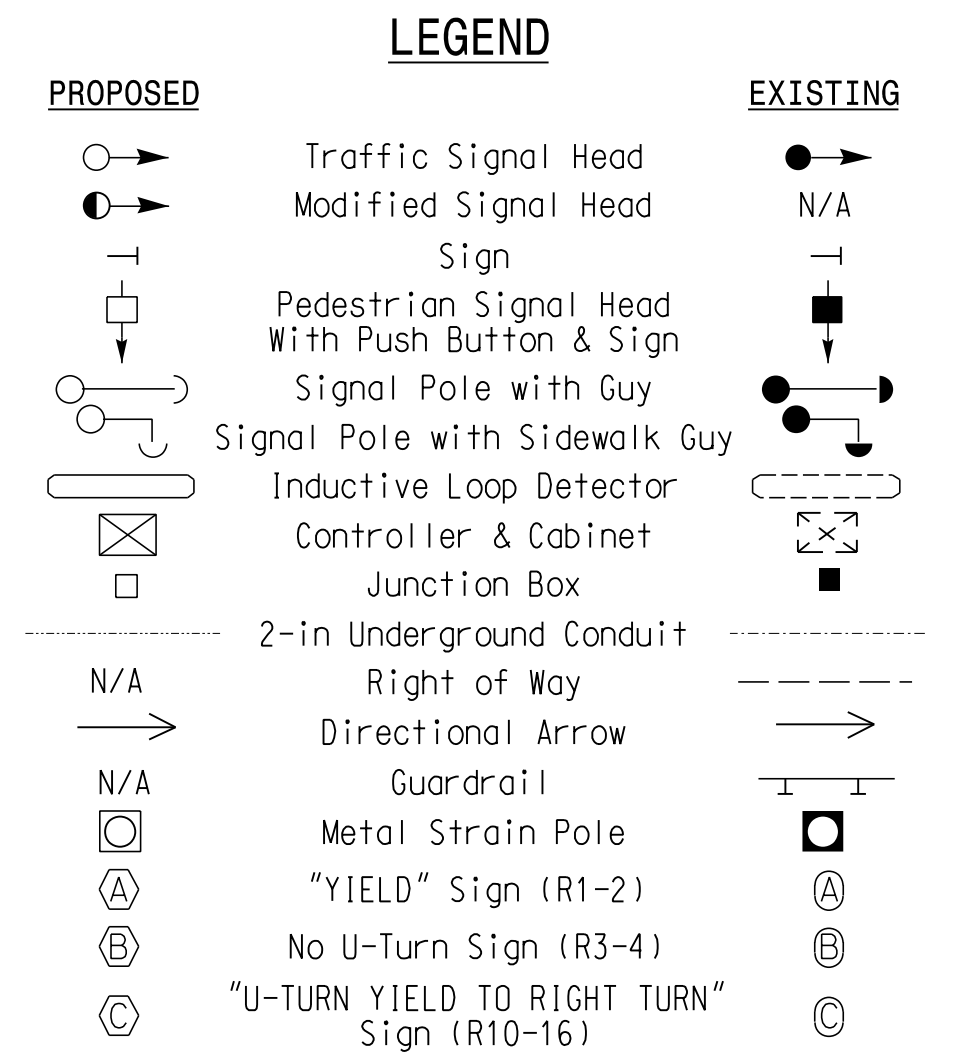 LEGEND
PROPOSED EXISTING
Traffic Signal Head
Modified Signal Head N/A
Sign
Pedestrian Signal Head
With Push Button & Sign
Signal Pole with Guy
Signal Pole with Sidewalk Guy
Inductive Loop Detector
Controller & Cabinet
Junction Box
2-in Underground Conduit
N/A Right of Way
Directional Arrow
N/A Guardrail
Metal Strain Pole
A "YIELD" Sign (R1-2) A
B No U-Turn Sign (R3-4) B
"U-TURN YIELD TO RIGHT TURN"
C Sign (R10-16) C